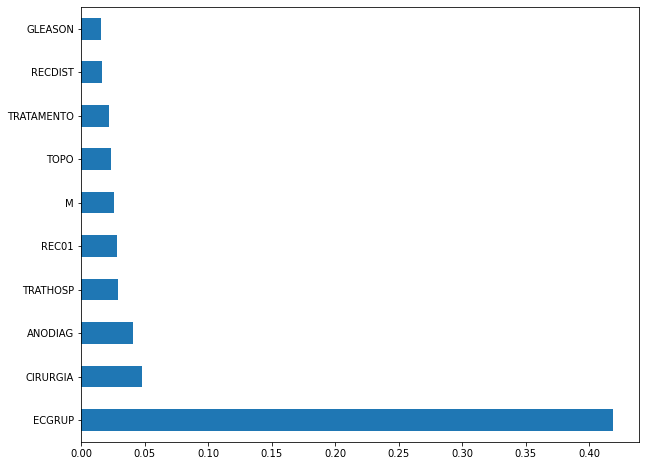 GLEASON
RECDIST
TRATAMENTO
TOPO
M
REC01
TRATHOSP
ANODIAG
CIRURGIA
ECGRUP
0.00 0.05 0.10 0.15 0.20 0.25 0.30 0.35 0.40